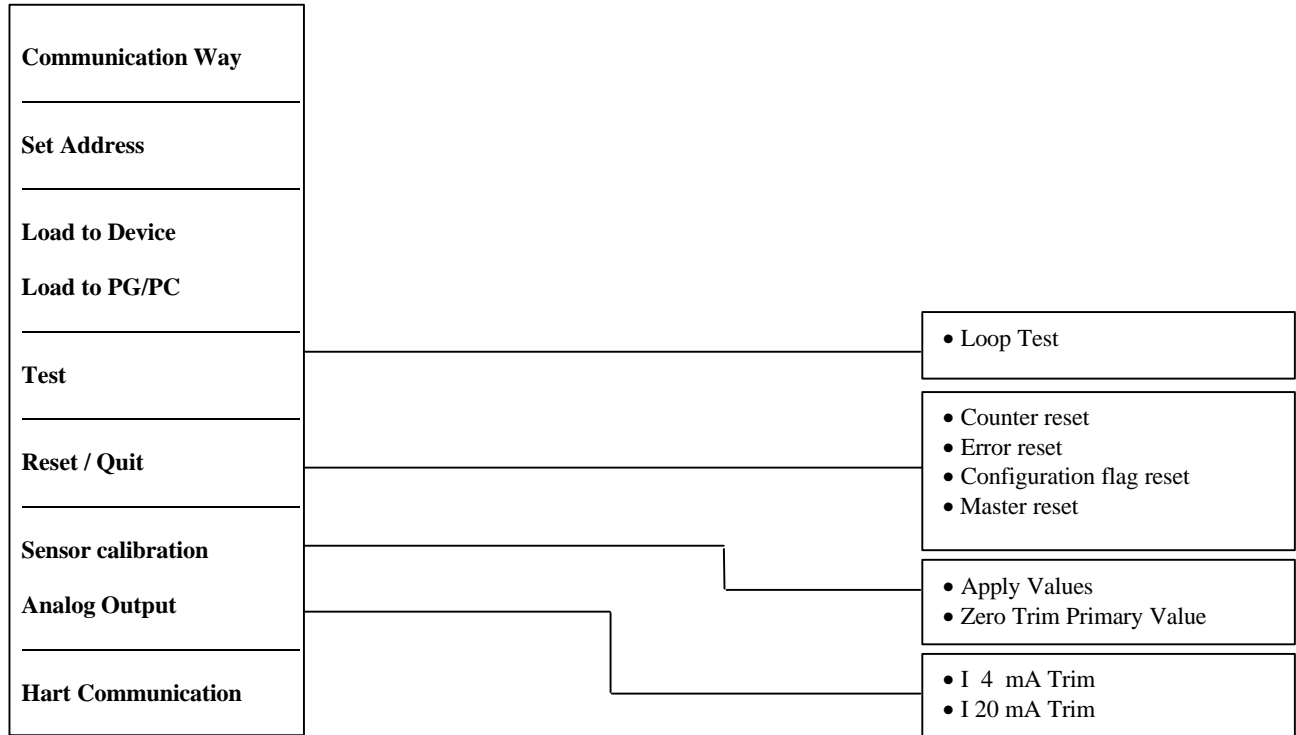 Communication Way
Set Address
Load to Device
Load to PG/PC
Test
Reset / Quit
Sensor calibration
Analog Output
Hart Communication
• Loop Test
• Counter reset
• Error reset
• Configuration flag reset
• Master reset
• Apply Values
• Zero Trim Primary Value
• I 4 mA Trim
• I 20 mA Trim